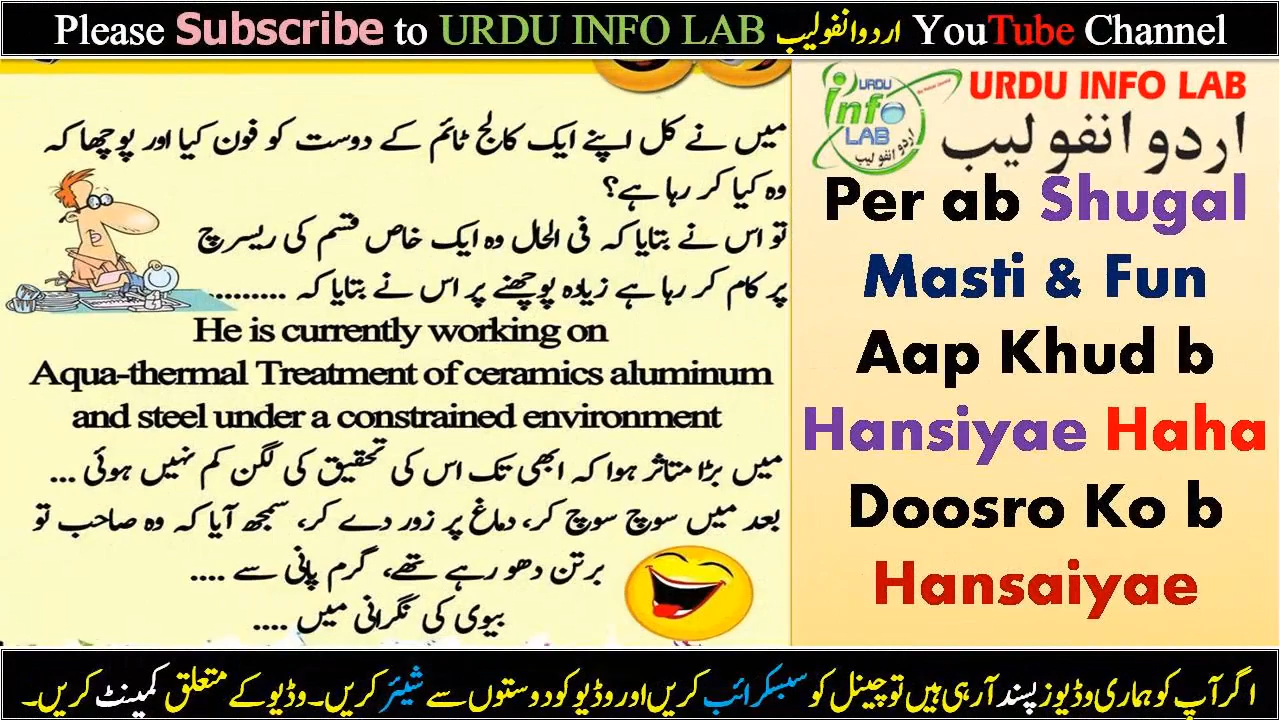 Please Subscribe to URDU INFO LAB اردو انفولیب YouTube Channel
میں نے کل اپنے ایک کالج ٹائم کے دوست کو فون کیا اور پوچھا کہ
وہ کیا کر رہا ہے؟
تو اس نے بتایا کہ فی الحال وہ ایک خاص قسم کی ریسرچ
پر کام کر رہا ہے زیادہ پوچھنے پر اس نے بتایا کہ .........
He is currently working on
Aqua-thermal Treatment of ceramics aluminum
and steel under a constrained environment
میں بڑا متاثر ہوا کہ ابھی تک اس کی تحقیق کی لگن کم نہیں ہوئی ...
بعد میں سوچ سوچ کر، دماغ پر زور دے کر، سمجھ آیا کہ وہ صاحب تو
برتن دھو رہے تھے، گرم پانی سے ....
بیوی کی نگرانی میں ....
URDU
info
LAB
اردو انفولیب
URDU INFO LAB
اردو انفولیب
Per ab Shugal
Masti & Fun
Aap Khud b
Hansiyae Haha
Doosro Ko b
Hansaiyae
اگر آپ کو ہماری وڈیوز پسند آرہی ہیں تو چینل کو سبسکرائب کریں اور وڈیو کو دوستوں سے شیئر کریں۔ وڈیو کے متعلق کمینٹ کریں۔